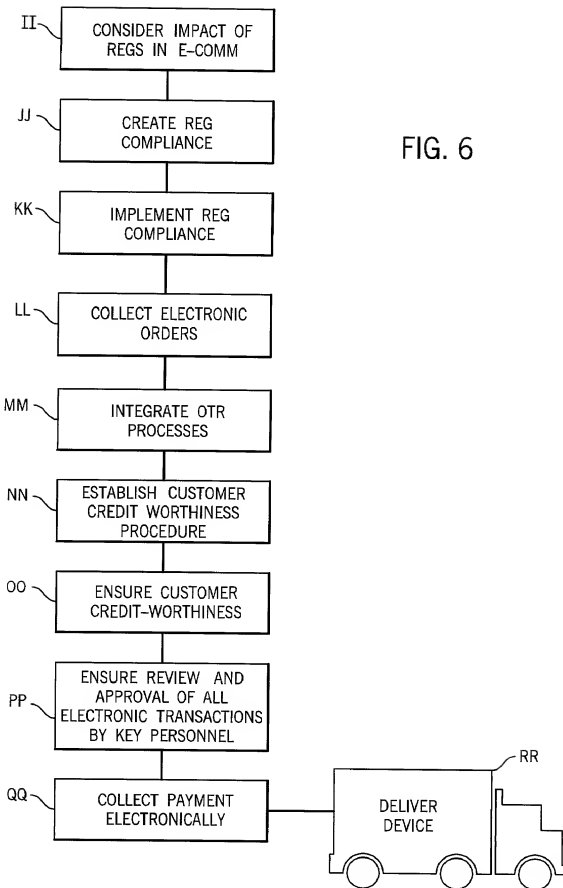 II
CONSIDER IMPACT OF
REGS IN E-COMM
JJ
CREATE REG
COMPLIANCE
FIG. 6
KK
IMPLEMENT REG
COMPLIANCE
LL
COLLECT ELECTRONIC
ORDERS
MM
INTEGRATE OTR
PROCESSES
NN
ESTABLISH CUSTOMER
CREDIT WORTHINESS
PROCEDURE
OO
ENSURE CUSTOMER
CREDIT-WORTHINESS
PP
ENSURE REVIEW AND
APPROVAL OF ALL
ELECTRONIC TRANSACTIONS
BY KEY PERSONNEL
QQ
COLLECT PAYMENT
ELECTRONICALLY
RR
DELIVER
DEVICE